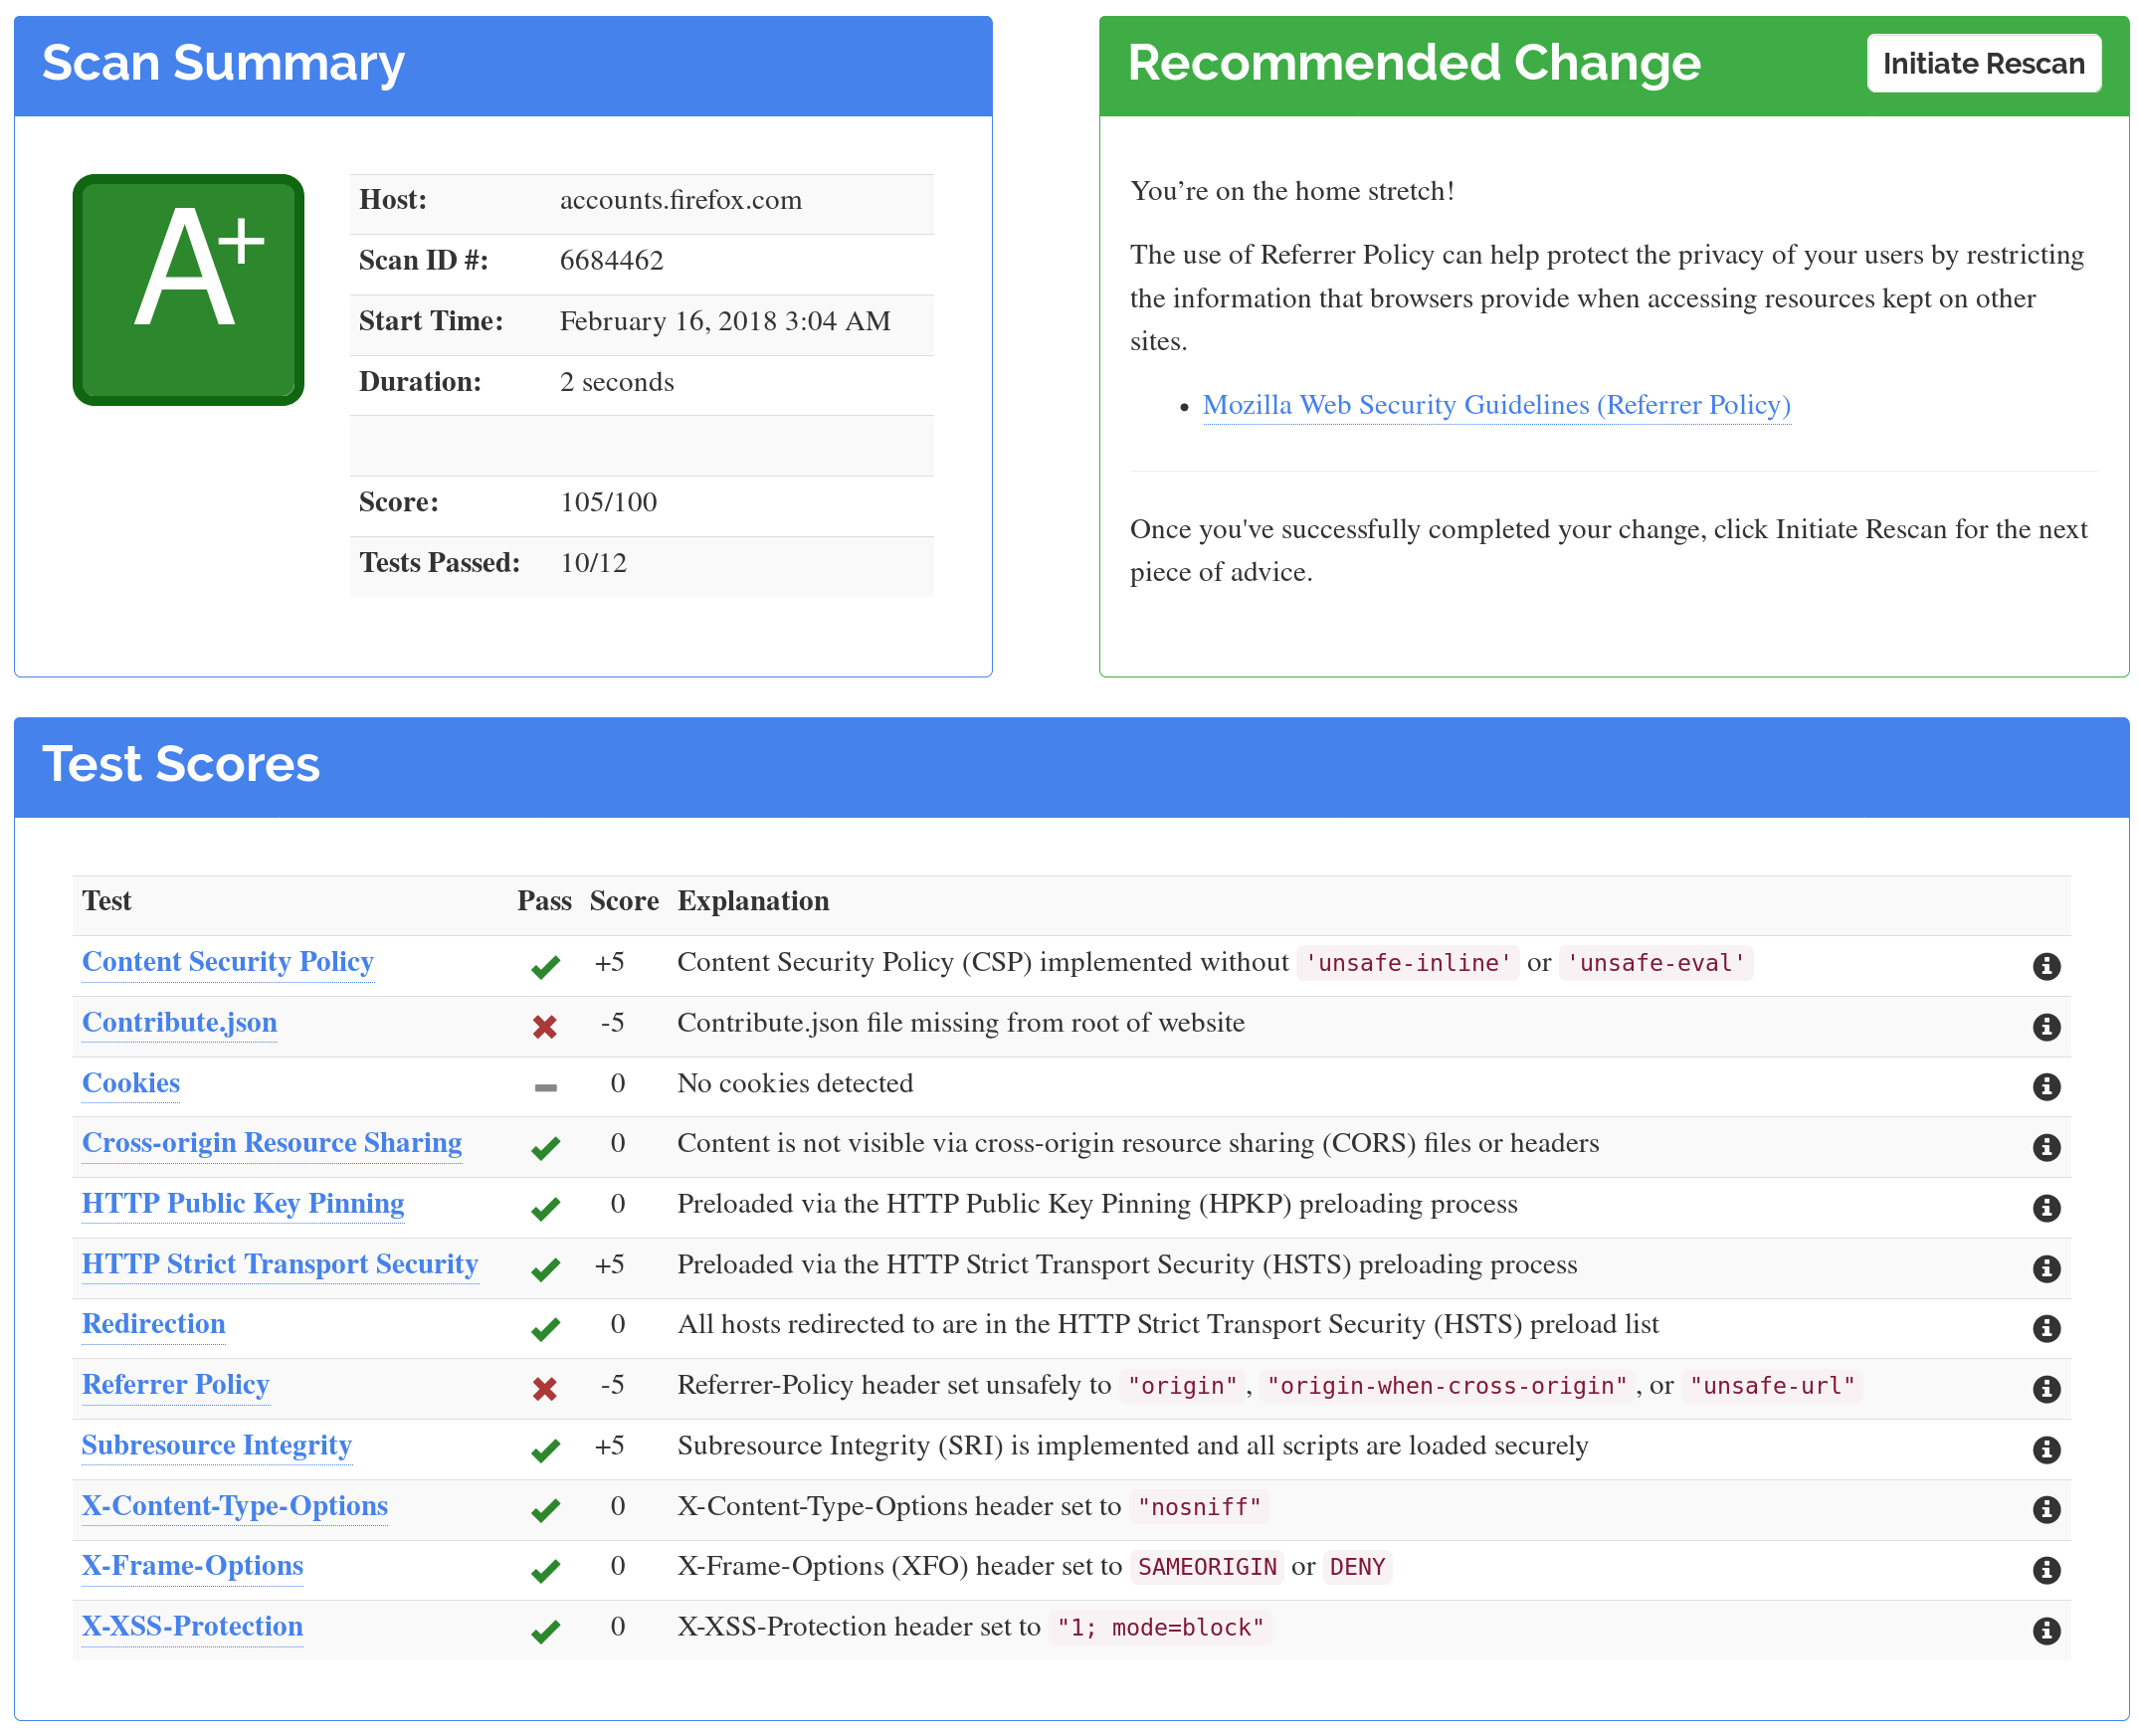 Scan Summary
A+
Host: accounts.firefox.com
Scan ID #: 6684462
Start Time: February 16, 2018 3:04 AM
Duration: 2 seconds
Score: 105/100
Tests Passed: 10/12
Recommended Change
Initiate Rescan
You’re on the home stretch!
The use of Referrer Policy can help protect the privacy of your users by restricting
the information that browsers provide when accessing resources kept on other
sites.
• Mozilla Web Security Guidelines (Referrer Policy)
Once you've successfully completed your change, click Initiate Rescan for the next
piece of advice.
Test Scores
Test Pass Score Explanation
Content Security Policy +5 Content Security Policy (CSP) implemented without 'unsafe-inline' or 'unsafe-eval'
Contribute.json -5 Contribute.json file missing from root of website
Cookies 0 No cookies detected
Cross-origin Resource Sharing 0 Content is not visible via cross-origin resource sharing (CORS) files or headers
HTTP Public Key Pinning 0 Preloaded via the HTTP Public Key Pinning (HPKP) preloading process
HTTP Strict Transport Security +5 Preloaded via the HTTP Strict Transport Security (HSTS) preloading process
Redirection 0 All hosts redirected to are in the HTTP Strict Transport Security (HSTS) preload list
Referrer Policy -5 Referrer-Policy header set unsafely to "origin", "origin-when-cross-origin", or "unsafe-url"
Subresource Integrity +5 Subresource Integrity (SRI) is implemented and all scripts are loaded securely
X-Content-Type-Options 0 X-Content-Type-Options header set to "nosniff"
X-Frame-Options 0 X-Frame-Options (XFO) header set to SAMEORIGIN or DENY
X-XSS-Protection 0 X-XSS-Protection header set to "1; mode=block"